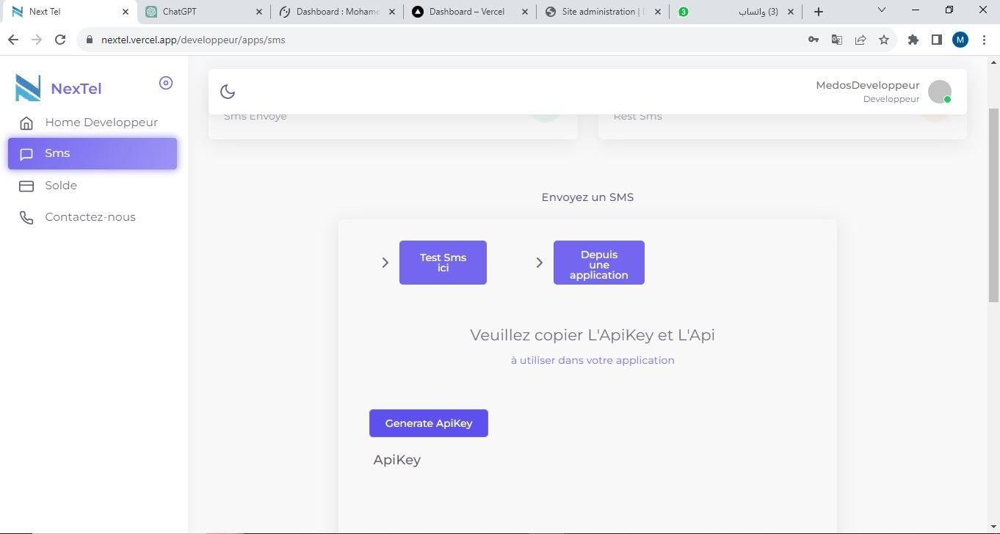 Next Tel
ChatGPT
Dashboard : Mohame
Dashboard – Vercel
Site administration |
3
(3) واتساب
nextel.vercel.app/developpeur/apps/sms
M
NexTel
MedosDeveloppeur
Developpeur
Home Developpeur
Sms Envoye
Rest Sms
Sms
Solde
Contactez-nous
Envoyez un SMS
Test Sms
ici
Depuis
une
application
Veuillez copier L'ApiKey et L'Api
à utiliser dans votre application
Generate ApiKey
ApiKey